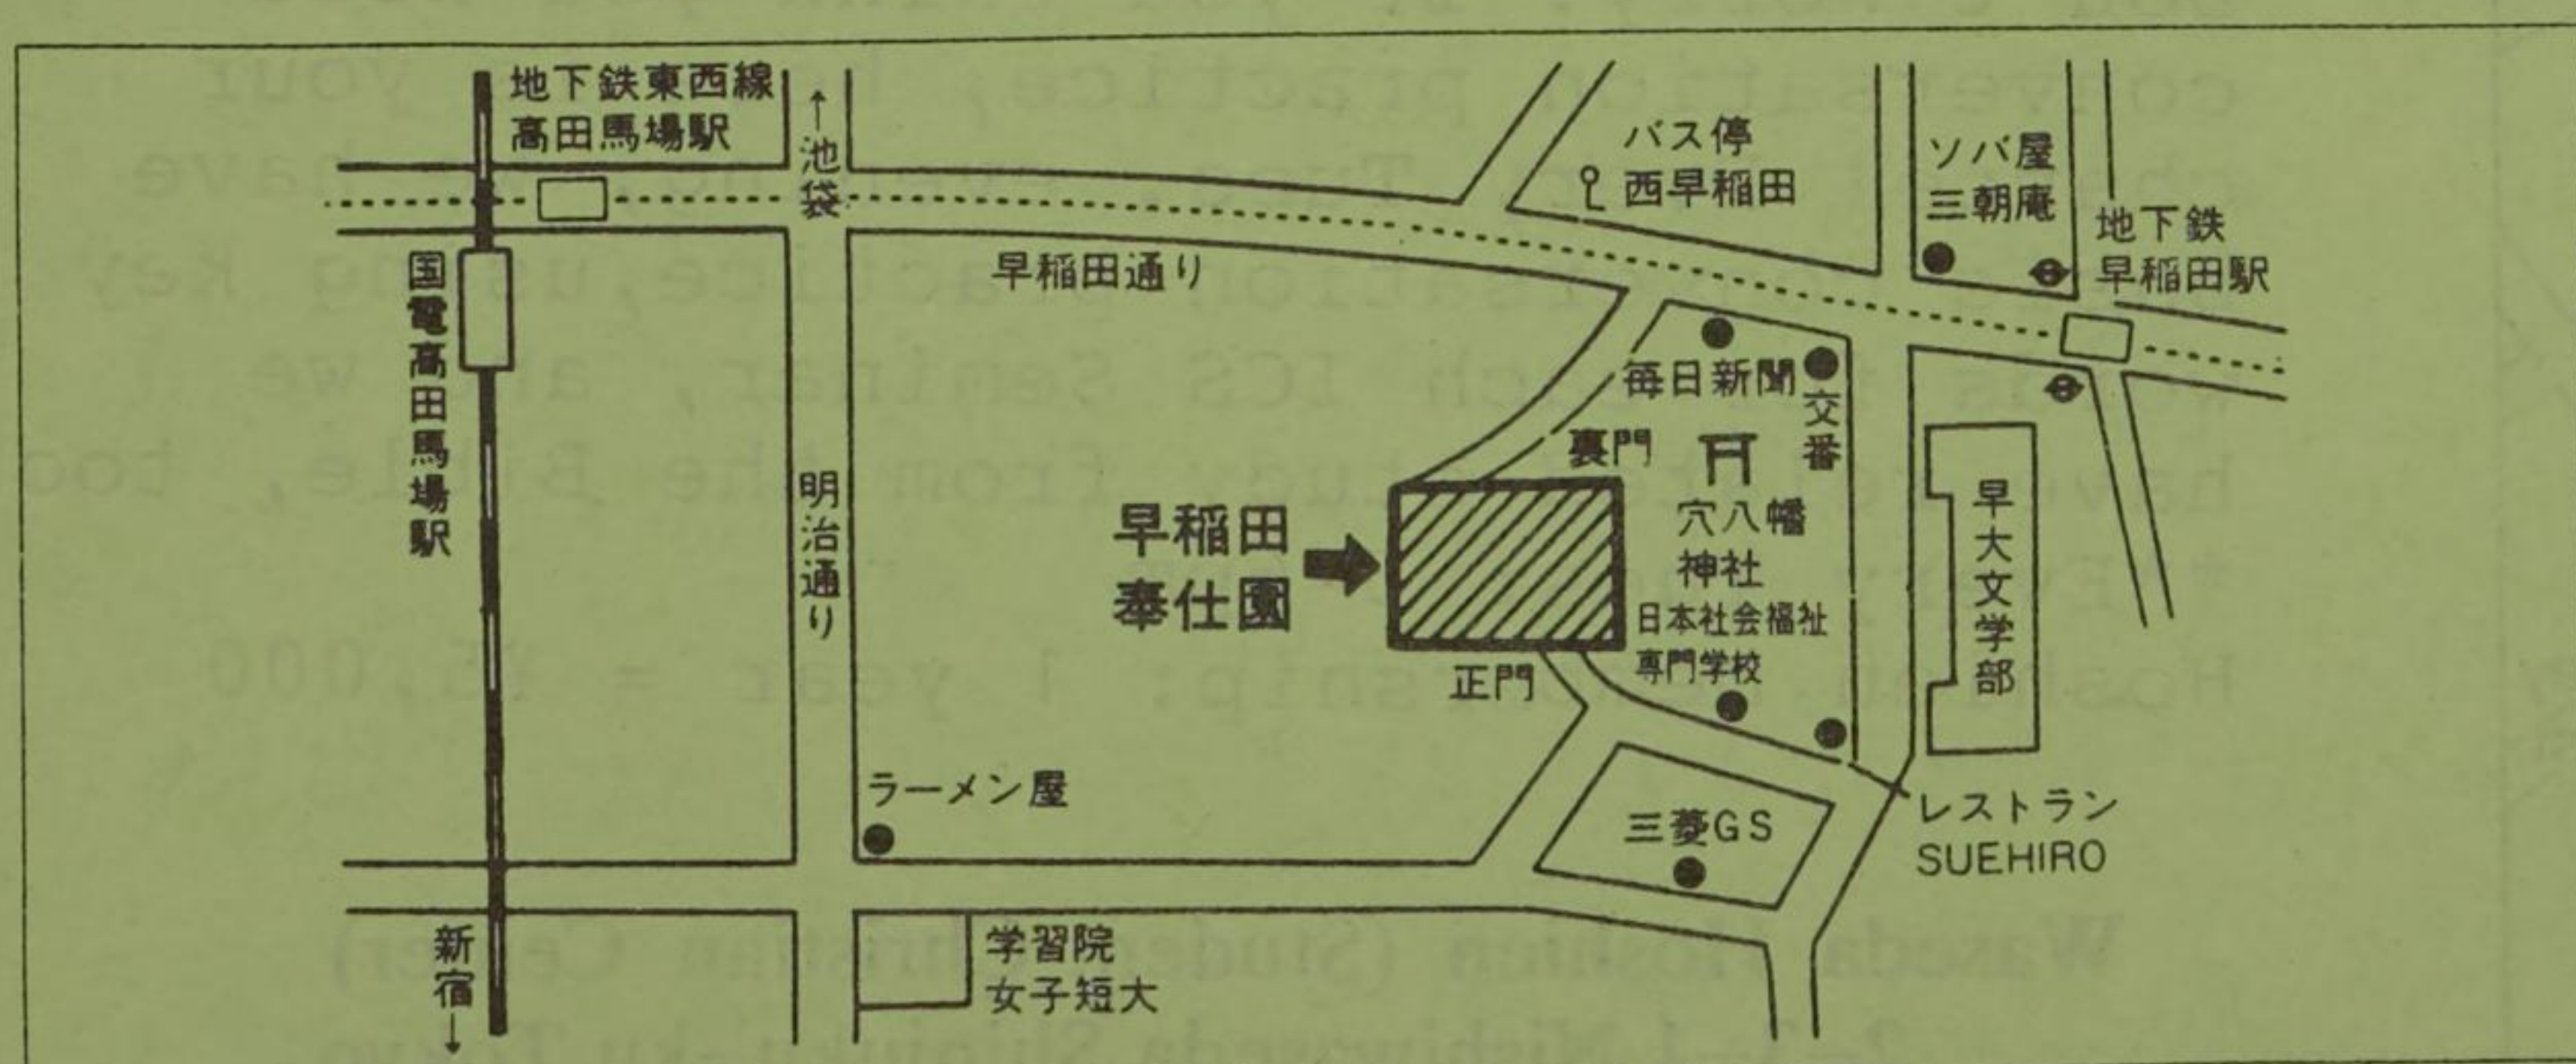 地下鉄東西線
高田馬場駅
↑池袋
バス停
西早稲田
ソバ屋
三朝庵
地下鉄
早稲田駅
早稲田通り
国電高田馬場駅
毎日新聞
交番
裏門
穴八幡
神社
早稲田
奉仕園
日本社会福祉
専門学校
正門
明治通り
早大文学部
ラーメン屋
三菱GS
レストラン
SUEHIRO
新宿↓
学習院
女子短大